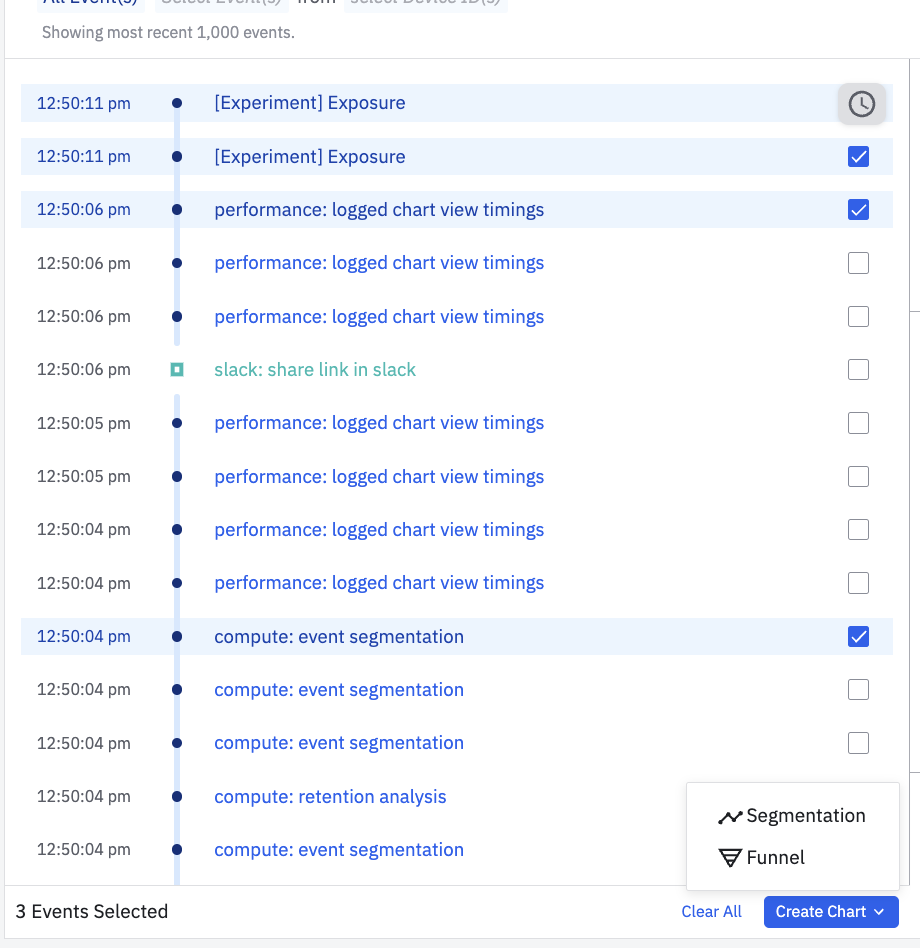 All Event(s) Select Event(s) from Select Device ID(s)
Showing most recent 1,000 events.
12:50:11 pm [Experiment] Exposure
12:50:11 pm [Experiment] Exposure
12:50:06 pm performance: logged chart view timings
12:50:06 pm performance: logged chart view timings
12:50:06 pm performance: logged chart view timings
12:50:06 pm slack: share link in slack
12:50:05 pm performance: logged chart view timings
12:50:05 pm performance: logged chart view timings
12:50:04 pm performance: logged chart view timings
12:50:04 pm performance: logged chart view timings
12:50:04 pm compute: event segmentation
12:50:04 pm compute: event segmentation
12:50:04 pm compute: event segmentation
12:50:04 pm compute: retention analysis
Segmentation
12:50:04 pm compute: event segmentation
Funnel
3 Events Selected Clear All Create Chart